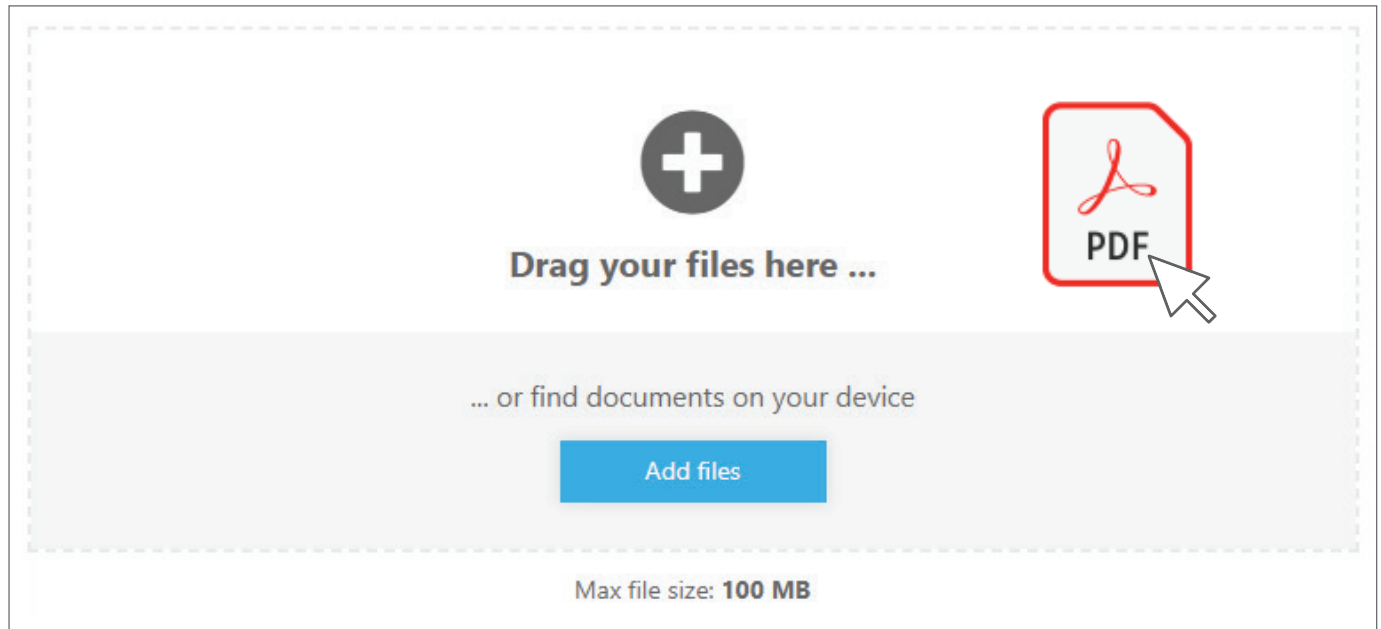 PDF
Drag your files here ...
... or find documents on your device
Add files
Max file size: 100 MB